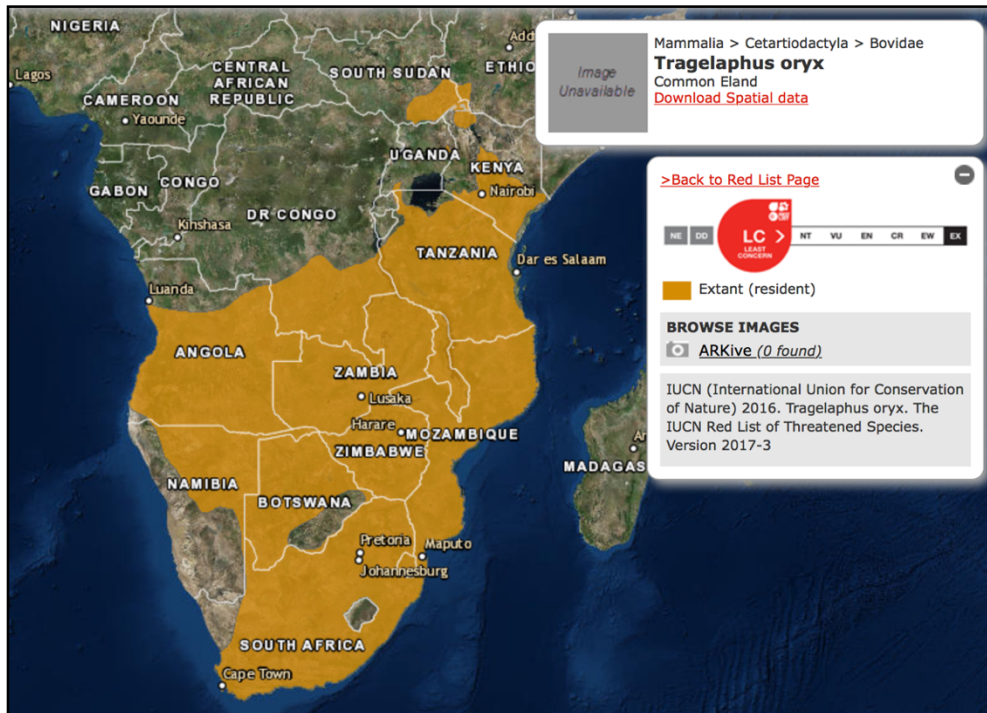 NIGERIA
Lagos
CAMEROON
Yaounde
CENTRAL
AFRICAN
REPUBLIC
SOUTH SUDAN
Add
ETHIO
GABON
CONGO
Kinshasa
DR CONGO
UGANDA
KENYA
Nairobi
TANZANIA
Dar es Salaam
Luanda
ANGOLA
ZAMBIA
Lusaka
Harare
MOZAMBIQUE
ZIMBABWE
NAMIBIA
BOTSWANA
Pretoria
Maputo
Johannesburg
SOUTH AFRICA
Cape Town
MADAGAS
Image
Unavailable
Mammalia > Cetartiodactyla > Bovidae
Tragelaphus oryx
Common Eland
Download Spatial data
>Back to Red List Page
NE DD LC > NT VU EN CR EW EX
LEAST
CONCERN
Extant (resident)
BROWSE IMAGES
ARKive (0 found)
IUCN (International Union for Conservation
of Nature) 2016. Tragelaphus oryx. The
IUCN Red List of Threatened Species.
Version 2017-3